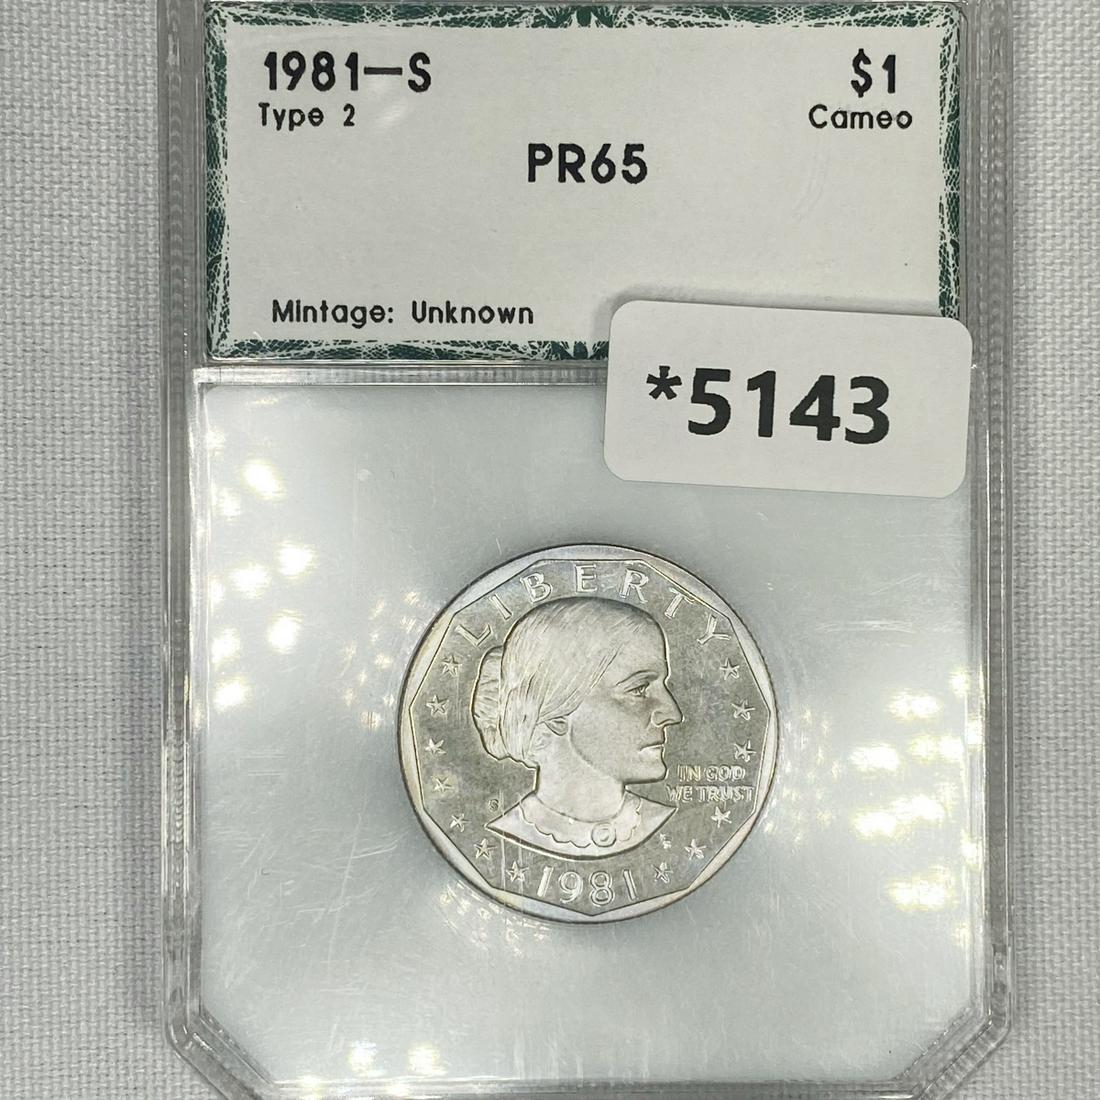 1981-S $1
Type 2 Cameo
PR65
Mintage: Unknown
*5143
LIBERTY
IN GOD
WE TRUST
S
1981